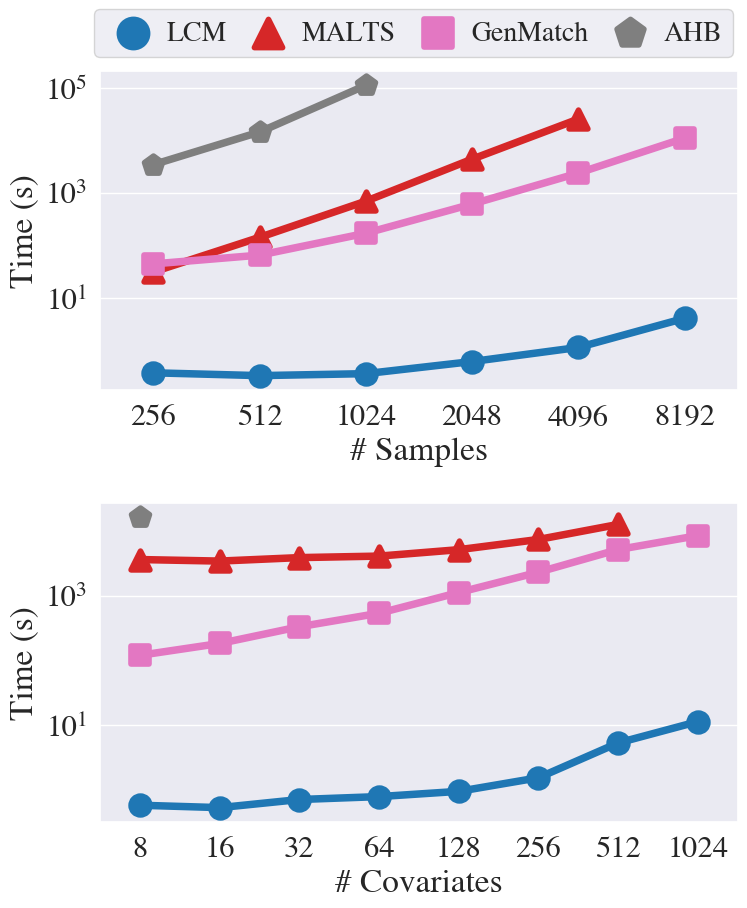 LCM MALTS GenMatch AHB
10^5
10^3
10^1
Time (s)
256 512 1024 2048 4096 8192
# Samples
10^3
10^1
Time (s)
8 16 32 64 128 256 512 1024
# Covariates